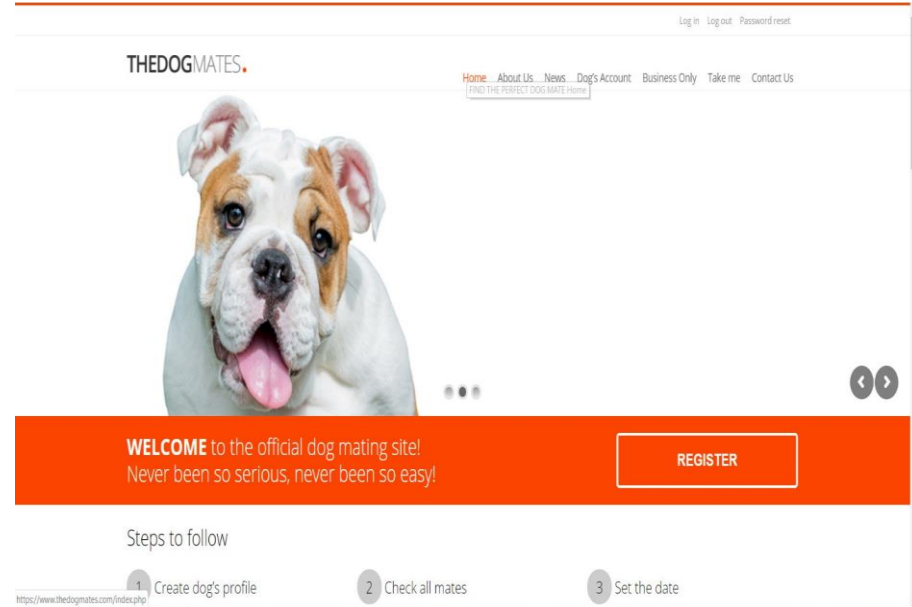 Log in Log out Password reset
THEDOGMATES.
Home About Us News Dog's Account Business Only Take me Contact Us
FIND THE PERFECT DOG MATE Home
WELCOME to the official dog mating site!
Never been so serious, never been so easy!
REGISTER
Steps to follow
1 Create dog's profile
2 Check all mates
3 Set the date
https://www.thedogmates.com/index.php